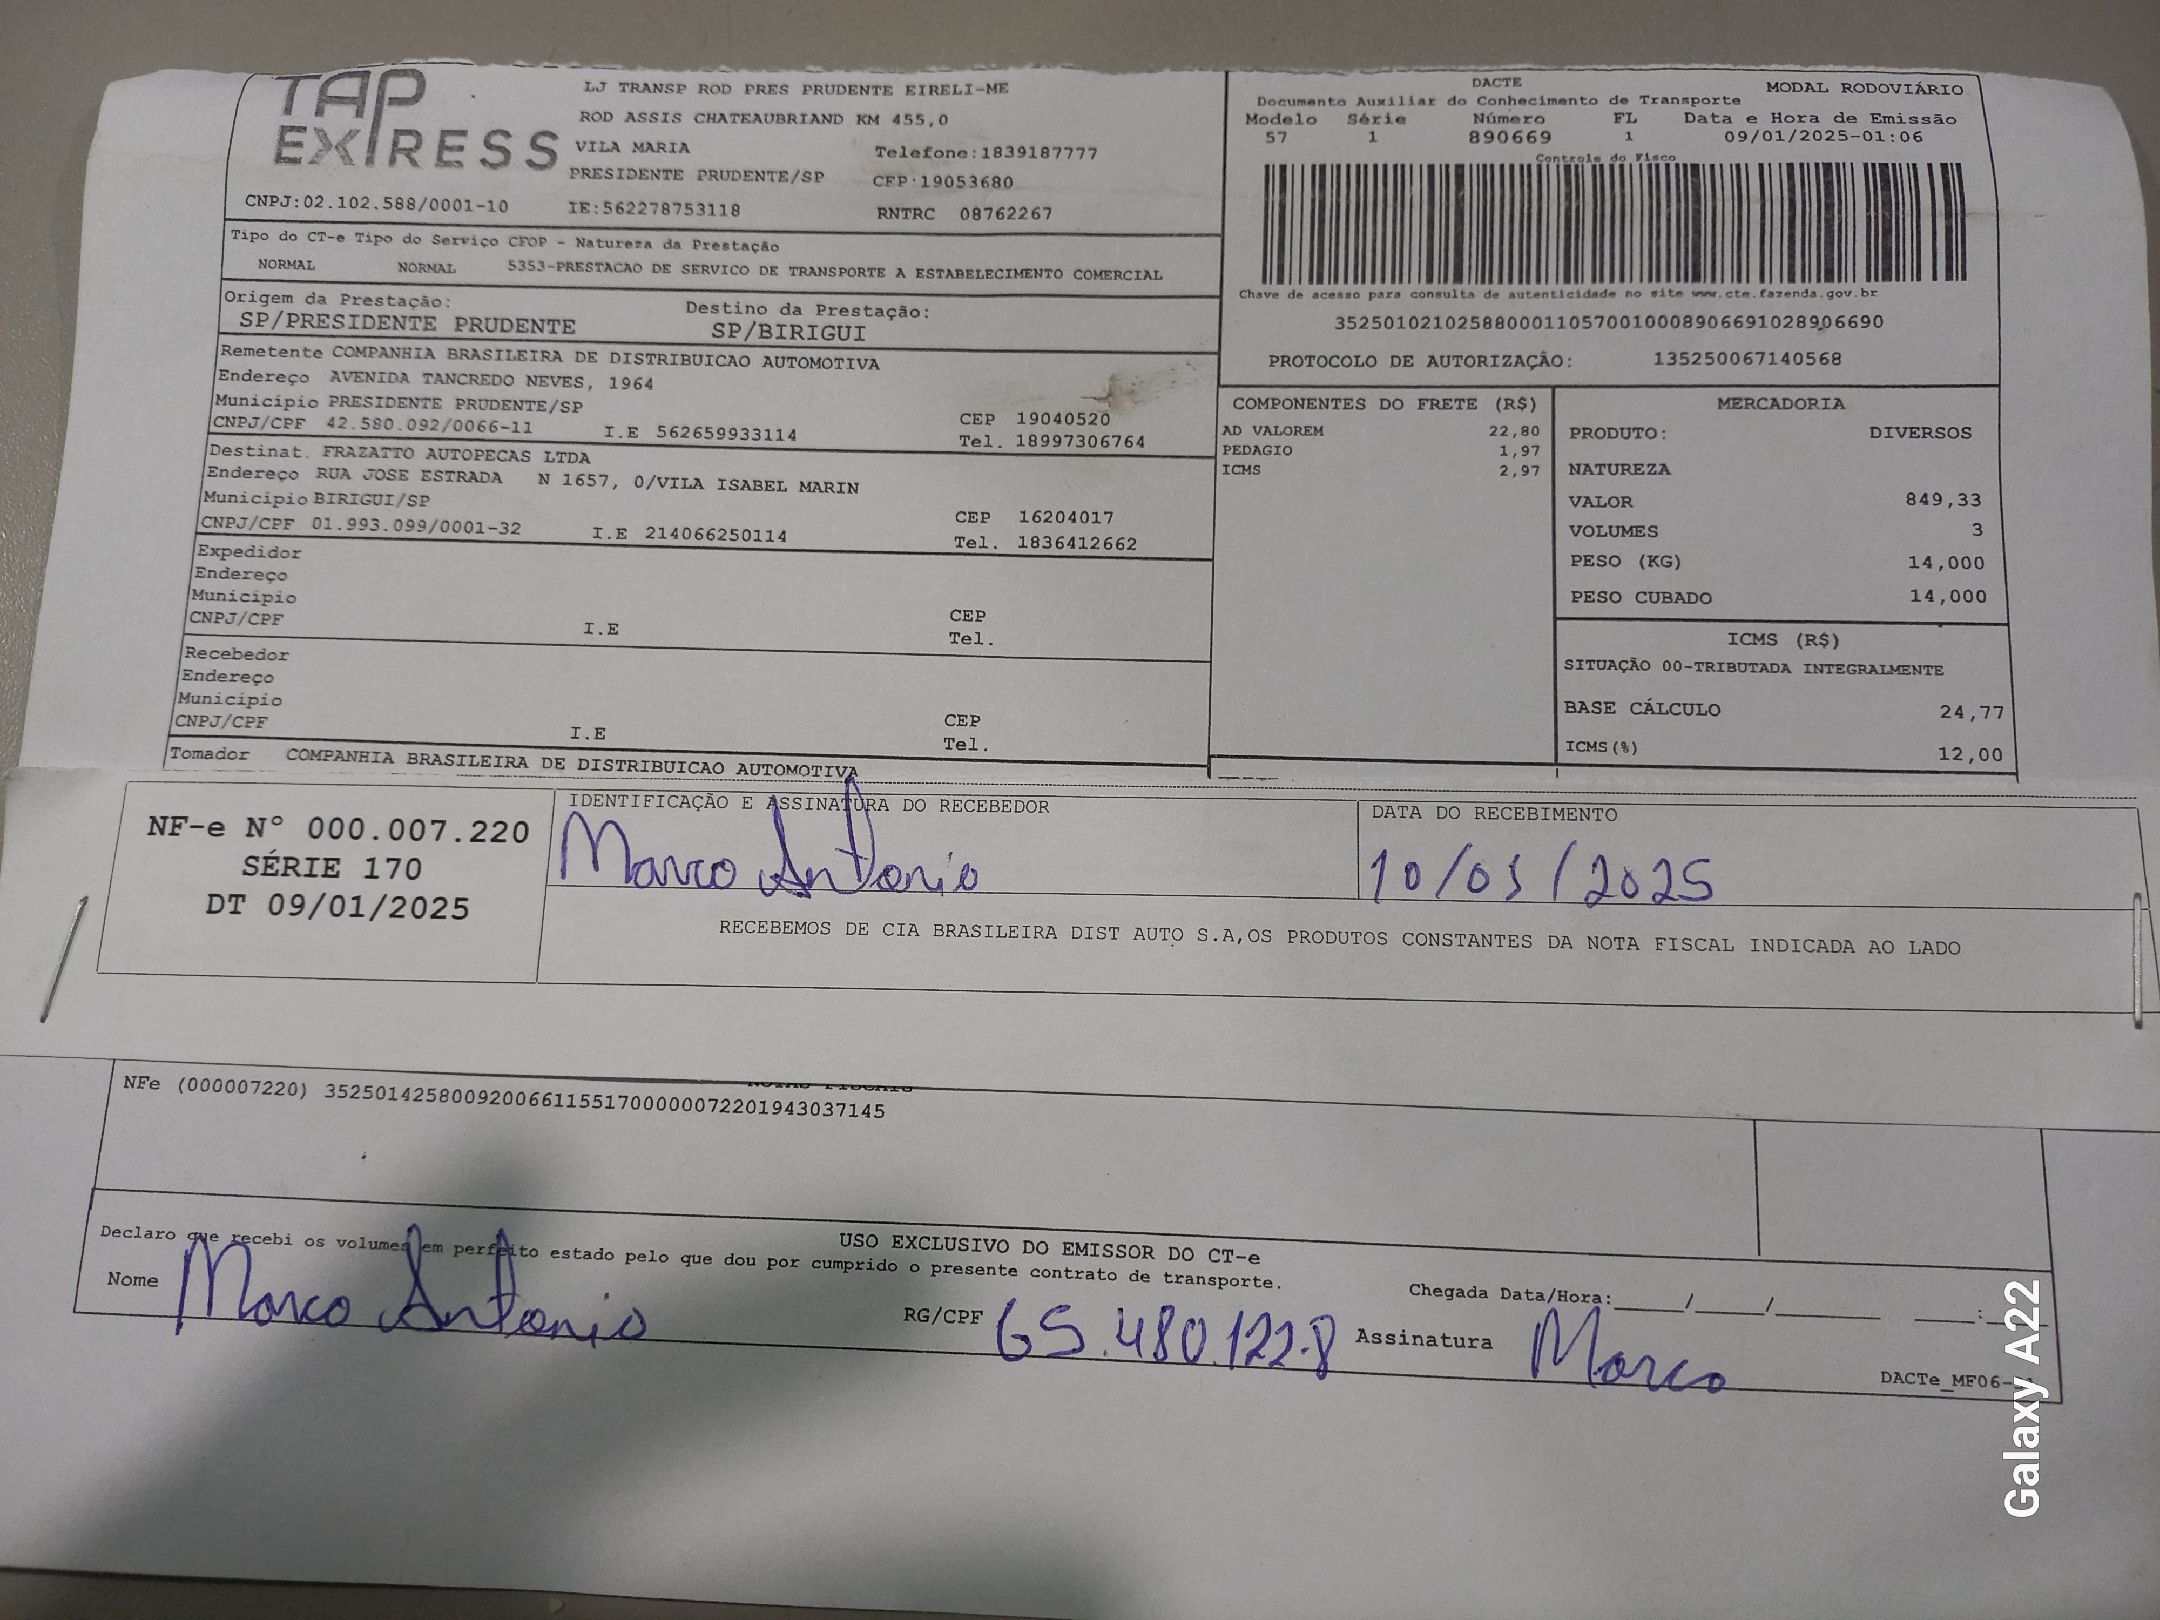 TAP EXPRESS
LJ TRANSP ROD PRES PRUDENTE EIRELI-ME
ROD ASSIS CHATEAUBRIAND KM 455,0
VILA MARIA Telefone:1839187777
PRESIDENTE PRUDENTE/SP CEP:19053680
CNPJ:02.102.588/0001-10 IE:562278753118 RNTRC 08762267
Tipo do CT-e Tipo do Serviço CFOP - Natureza da Prestação
NORMAL NORMAL 5353-PRESTACAO DE SERVICO DE TRANSPORTE A ESTABELECIMENTO COMERCIAL
Origem da Prestação: Destino da Prestação:
SP/PRESIDENTE PRUDENTE SP/BIRIGUI
Remetente COMPANHIA BRASILEIRA DE DISTRIBUICAO AUTOMOTIVA
Endereço AVENIDA TANCREDO NEVES, 1964
Município PRESIDENTE PRUDENTE/SP CEP 19040520
CNPJ/CPF 42.580.092/0066-11 I.E 562659933114 Tel. 18997306764
Destinat. FRAZATTO AUTOPECAS LTDA
Endereço RUA JOSE ESTRADA N 1657, 0/VILA ISABEL MARIN
Município BIRIGUI/SP CEP 16204017
CNPJ/CPF 01.993.099/0001-32 I.E 214066250114 Tel. 1836412662
Expedidor
Endereço
Município CEP
CNPJ/CPF I.E Tel.
Recebedor
Endereço
Município CEP
CNPJ/CPF I.E Tel.
Tomador COMPANHIA BRASILEIRA DE DISTRIBUICAO AUTOMOTIVA
DACTE MODAL RODOVIÁRIO
Documento Auxiliar do Conhecimento de Transporte
Modelo Série Número FL Data e Hora de Emissão
57 1 890669 1 09/01/2025-01:06
Controle do Fisco
Chave de acesso para consulta de autenticidade no site www.cte.fazenda.gov.br
35250102102588000110570010008906691028906690
PROTOCOLO DE AUTORIZAÇÃO: 135250067140568
COMPONENTES DO FRETE (R$)
AD VALOREM 22,80
PEDAGIO 1,97
ICMS 2,97
MERCADORIA
PRODUTO: DIVERSOS
NATUREZA
VALOR 849,33
VOLUMES 3
PESO (KG) 14,000
PESO CUBADO 14,000
ICMS (R$)
SITUAÇÃO 00-TRIBUTADA INTEGRALMENTE
BASE CÁLCULO 24,77
ICMS(%) 12,00
NF-e Nº 000.007.220
SÉRIE 170
DT 09/01/2025
IDENTIFICAÇÃO E ASSINATURA DO RECEBEDOR
Marco Antonio
DATA DO RECEBIMENTO
10/01/2025
RECEBEMOS DE CIA BRASILEIRA DIST AUTO S.A,OS PRODUTOS CONSTANTES DA NOTA FISCAL INDICADA AO LADO
NOTAS FISCAIS
NFe (000007220) 35250142580092006611551700000072201943037145
USO EXCLUSIVO DO EMISSOR DO CT-e
Declaro que recebi os volumes em perfeito estado pelo que dou por cumprido o presente contrato de transporte.
Nome Marco Antonio RG/CPF 65.480.122-8 Assinatura Marco
Chegada Data/Hora:_____/_____/________ ____:____
DACTe_MF06-
Galaxy A22